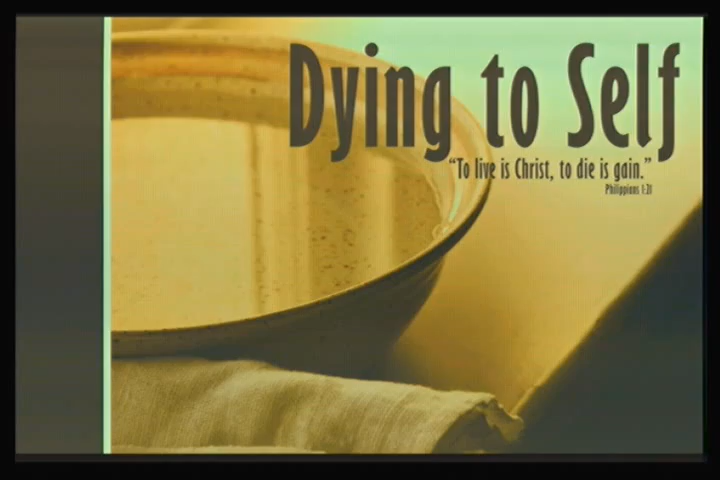 Dying to Self
“To live is Christ, to die is gain.”
Philippians 1:21